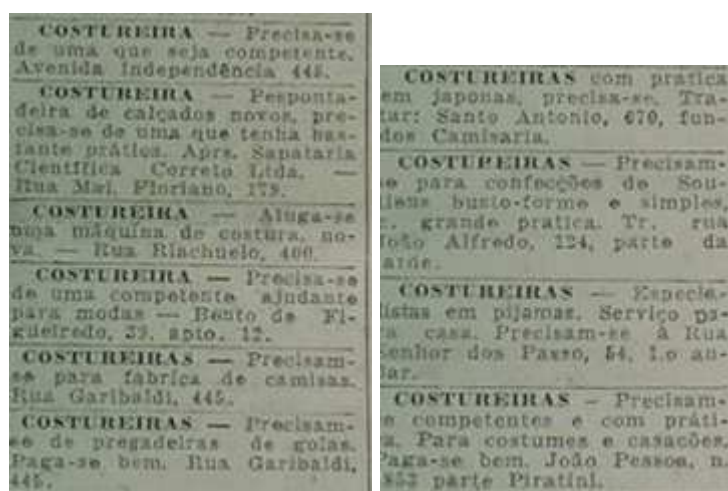 COSTUREIRA — Precisa-se
de uma que seja competente.
Avenida Independência 445.
COSTUREIRA — Pesponta-
deira de calçados novos, pre-
cisa-se de uma que tenha bas-
tante prática. Aprs. Sapataria
Científica Correto Ltda. —
Rua Mal. Floriano, 179.
COSTUREIRA — Aluga-se
uma máquina de costura, no-
va. — Rua Riachuelo, 460.
COSTUREIRA — Precisa-se
de uma competente ajudante
para modas — Bento de Fi-
gueiredo, 39, apto. 12.
COSTUREIRAS — Precisam-
se para fabrica de camisas.
Rua Garibaldi, 445.
COSTUREIRAS — Precisam-
se de pregadeiras de golas.
Paga-se bem. Rua Garibaldi,
445.
COSTUREIRAS com pratica
em japonas, precisa-se. Tra-
tar: Santo Antonio, 670, fun-
dos Camisaria.
COSTUREIRAS — Precisam-
e para confecções de Sou-
tiens busto-forme e simples,
c. grande pratica. Tr. rua
João Alfredo, 124, parte da
arde.
COSTUREIRAS — Especia-
listas em pijamas. Serviço pa-
ra casa. Precisam-se à Rua
enhor dos Passo, 54, 1.o an-
dar.
COSTUREIRAS — Precisam-
e competentes e com práti-
a. Para costumes e casacões.
Paga-se bem. João Pessoa, n.
853 parte Piratini.